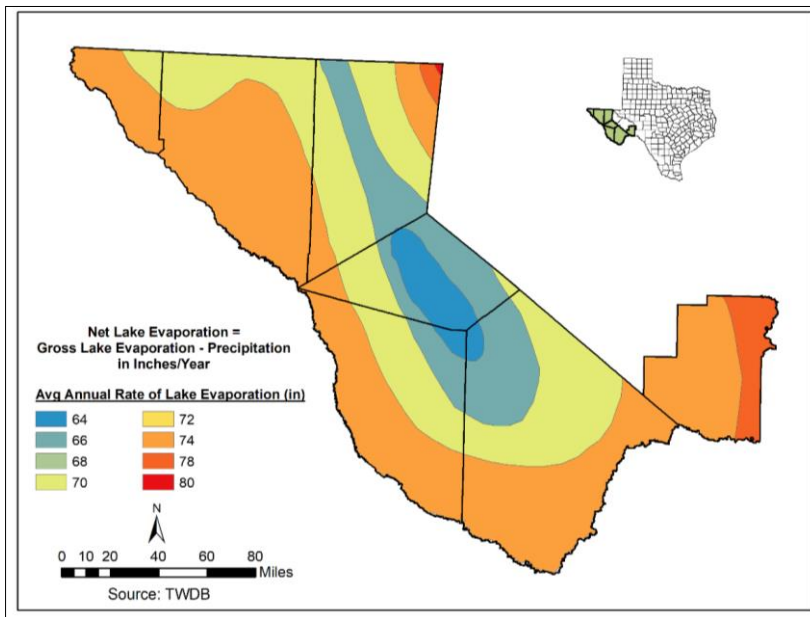 Net Lake Evaporation =
Gross Lake Evaporation - Precipitation
in Inches/Year
Avg Annual Rate of Lake Evaporation (in)
64 72
66 74
68 78
70 80
N
0 10 20 40 60 80
Miles
Source: TWDB